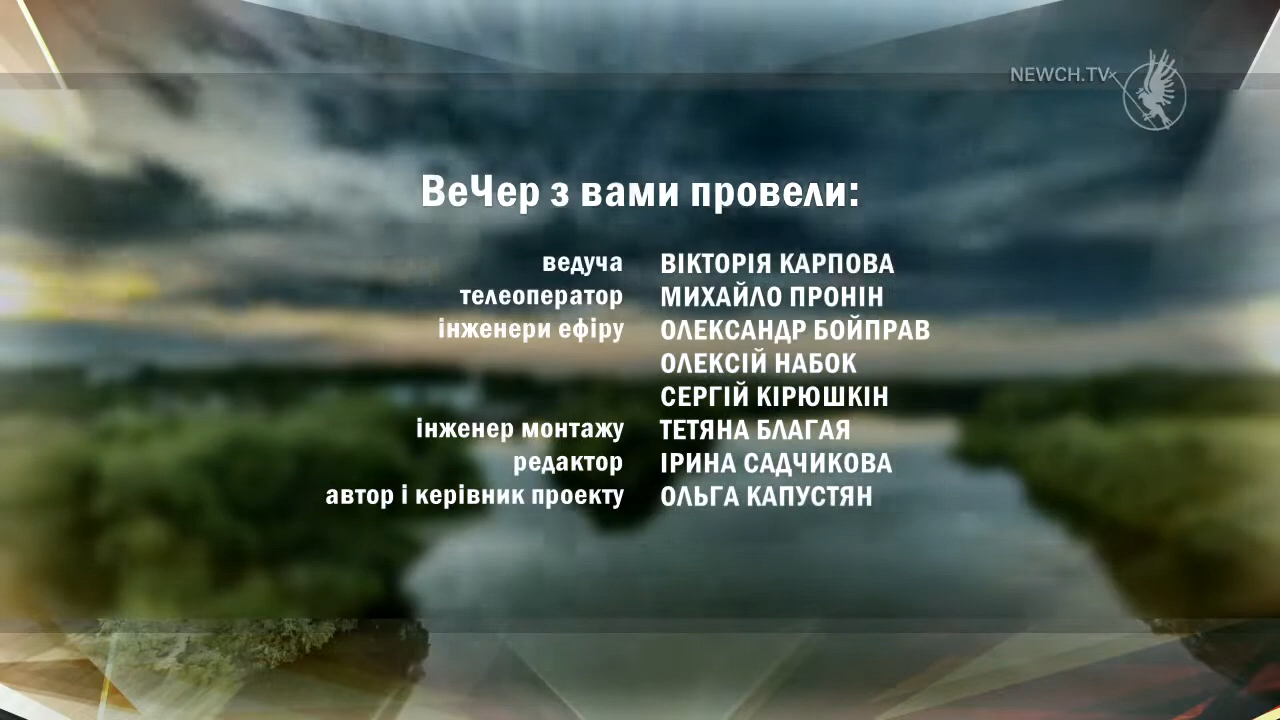 NEWCH.TV
ВеЧер з вами провели:
ведуча ВІКТОРІЯ КАРПОВА
телеоператор МИХАЙЛО ПРОНІН
інженери ефіру ОЛЕКСАНДР БОЙПРАВ
ОЛЕКСІЙ НАБОК
СЕРГІЙ КІРЮШКІН
інженер монтажу ТЕТЯНА БЛАГАЯ
редактор ІРИНА САДЧИКОВА
автор і керівник проекту ОЛЬГА КАПУСТЯН